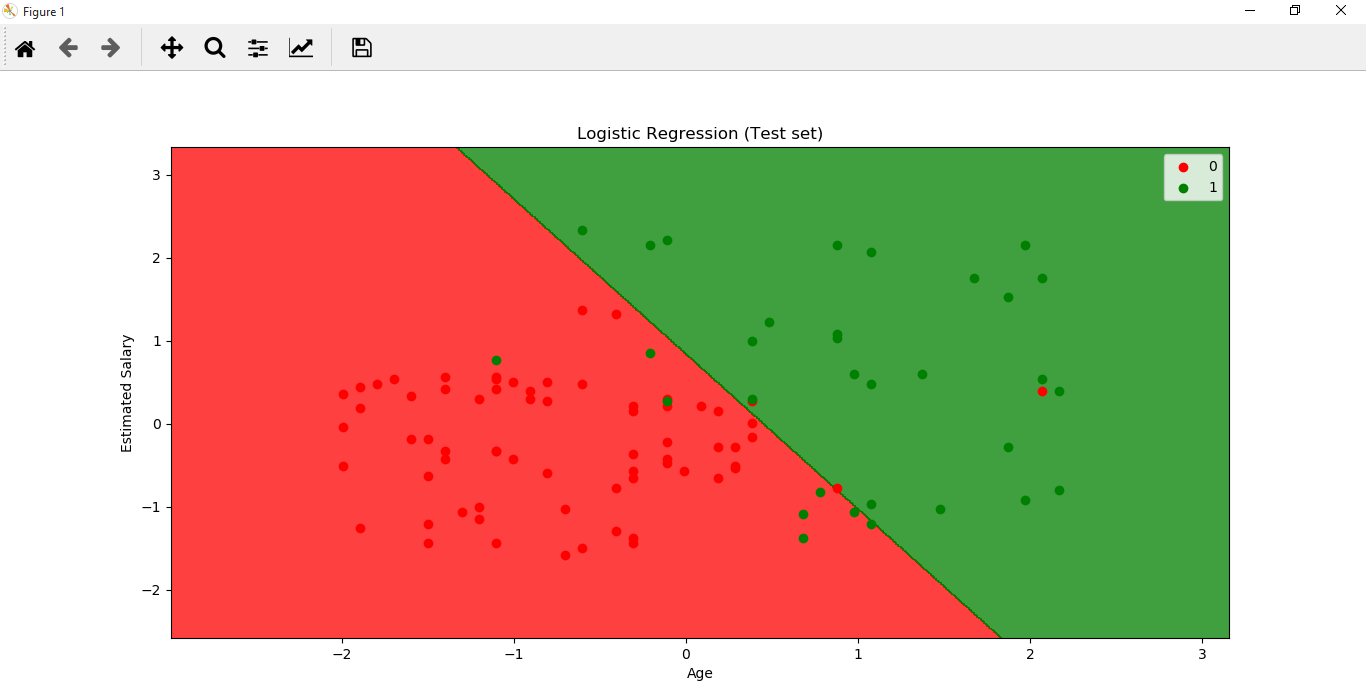 Figure 1
Logistic Regression (Test set)
0
1
3
2
1
0
−1
−2
Estimated Salary
−2 −1 0 1 2 3
Age